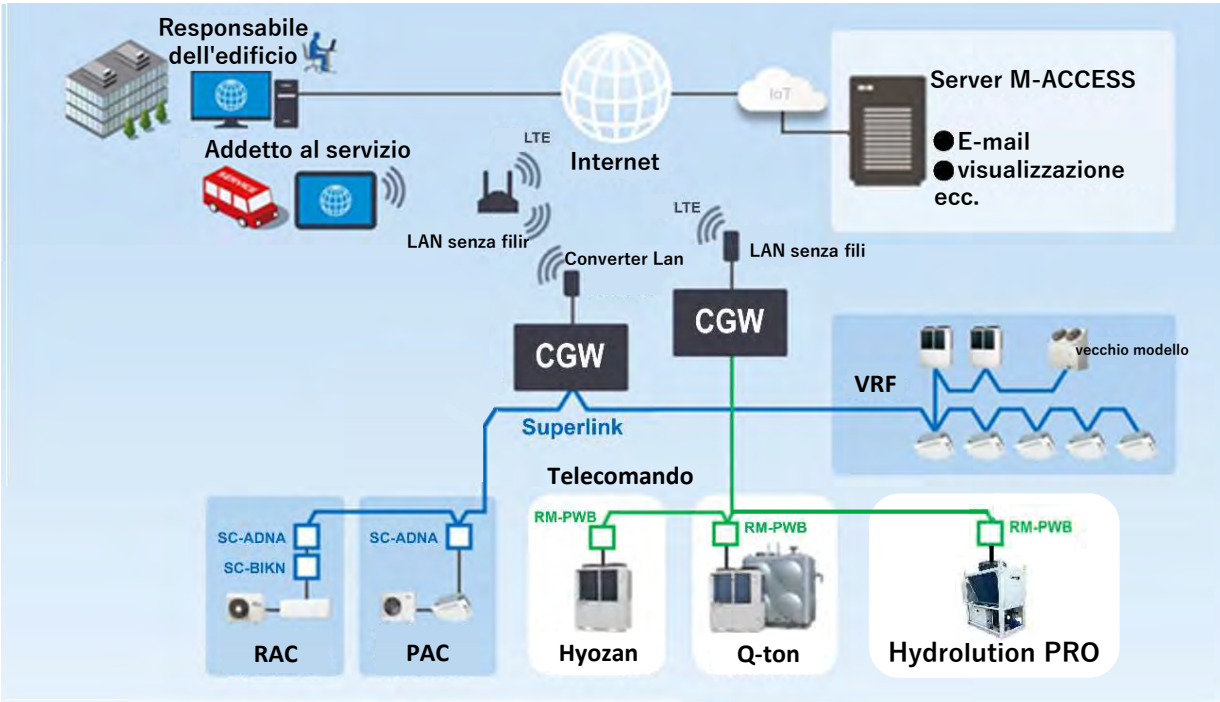 Responsabile
dell'edificio
IoT
Server M-ACCESS
●E-mail
●visualizzazione
ecc.
Addetto al servizio
SERVICE
LTE
Internet
LTE
LAN senza filir
Converter Lan
LAN senza fili
CGW
CGW
vecchio modello
VRF
Superlink
Telecomando
SC-ADNA
SC-BIKN
SC-ADNA
RM-PWB
RM-PWB
RM-PWB
RAC
PAC
Hyozan
Q-ton
Hydrolution PRO